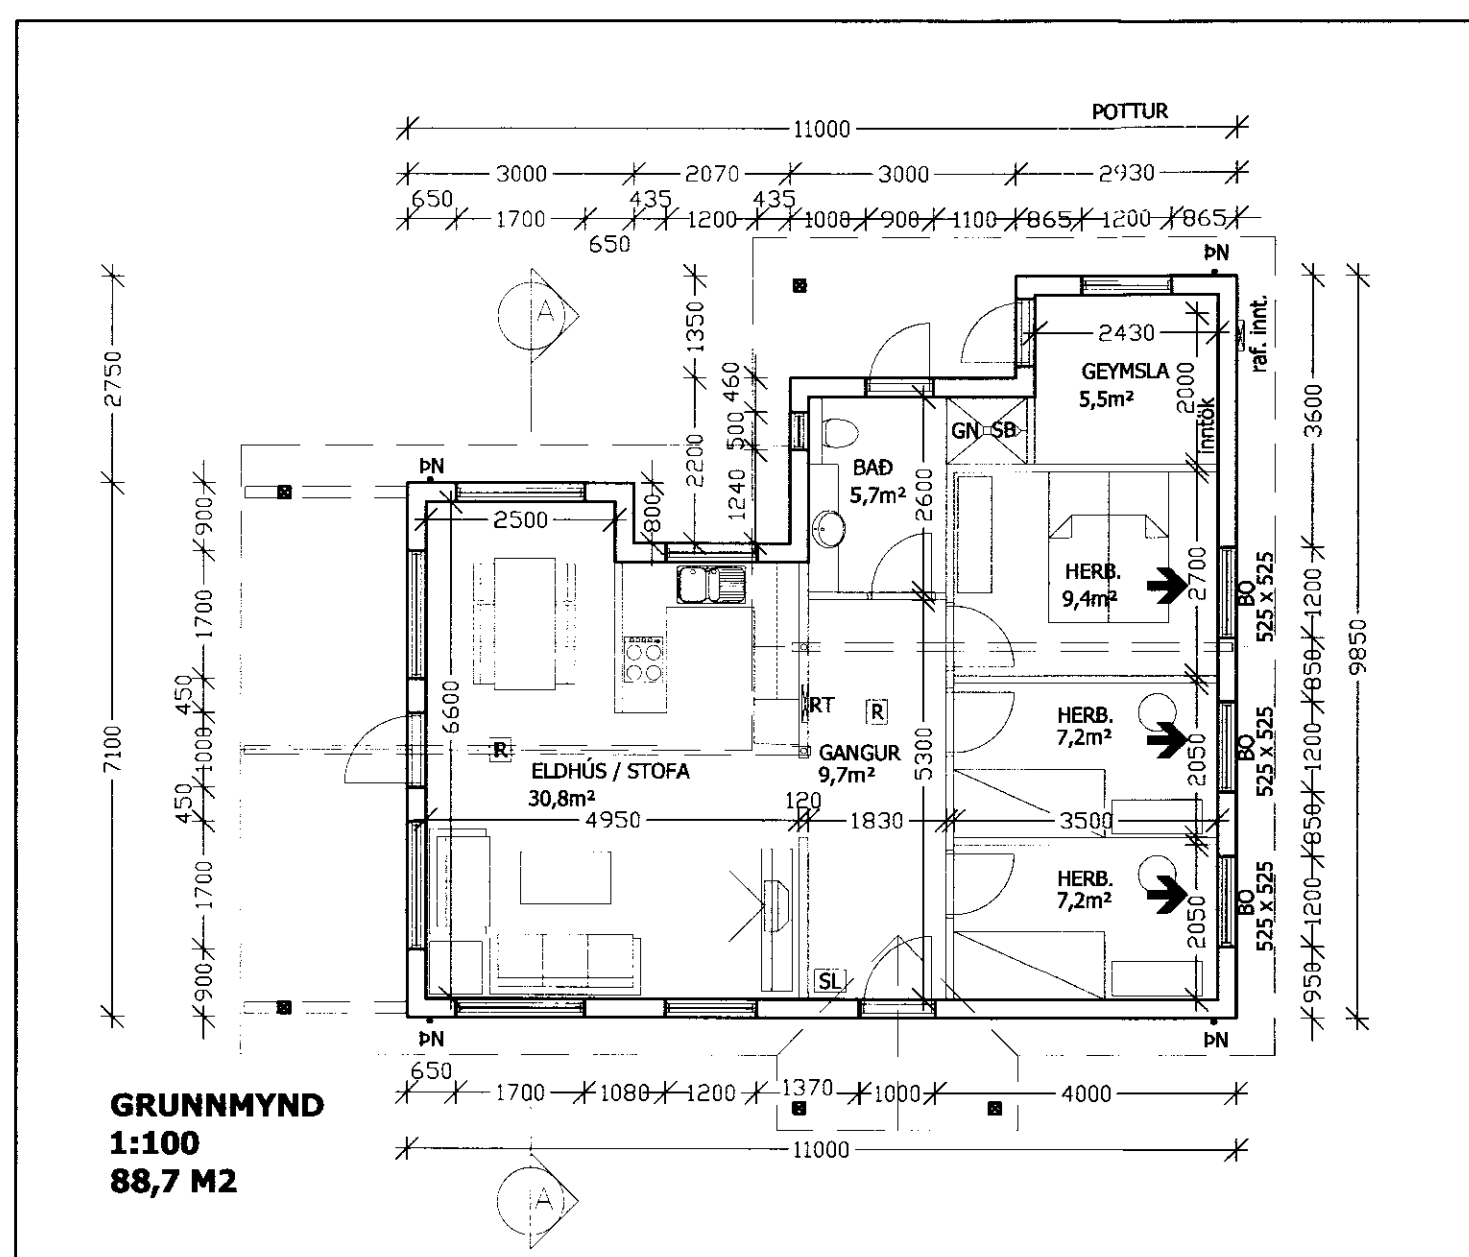 POTTUR
11000
3000 2070 3000 2930
650 435 435
1700 1200 1008 908 1100 865 1200 865
650
ÞN
A
2750
1350
460
2430
raf. innt.
GEYMSLA
5,5m²
2000
3600
500
2200
GN SB
inntök
ÞN
BAÐ
5,7m²
2600
1240
900
2500
800
HERB.
9,4m²
2700
BO
525 x 525
1200
1700
850
9850
450
6600
RT
R
HERB.
7,2m²
2050
BO
525 x 525
1200
7100
1000
R
ELDHÚS / STOFA
30,8m²
GANGUR
9,7m²
5300
450
4950
120
1830
3500
850
1700
HERB.
7,2m²
2050
BO
525 x 525
1200
900
SL
950
ÞN
ÞN
650
1700 1080 1200 1370 1000 4000
11000
GRUNNMYND
1:100
88,7 M2
A